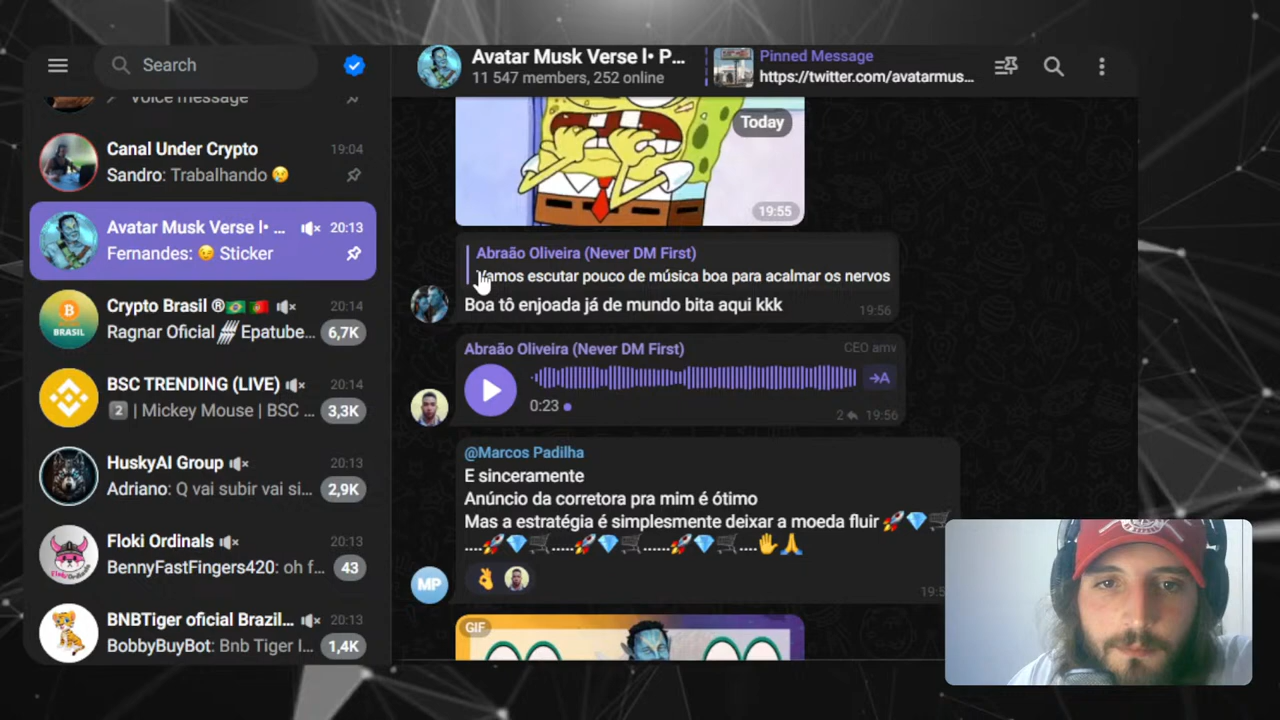 Search
Voice message
Canal Under Crypto
19:04
Sandro: Trabalhando 😢
Avatar Musk Verse l• ...
20:13
Fernandes: 😉 Sticker
Crypto Brasil ®🇧🇷🇵🇹
20:14
Ragnar Oficial Epatube...
6,7K
BRASIL
BSC TRENDING (LIVE)
20:14
2 | Mickey Mouse | BSC ...
3,3K
HuskyAI Group
20:13
Adriano: Q vai subir vai si...
2,9K
Floki Ordinals
20:13
BennyFastFingers420: oh f...
43
BNBTiger oficial Brazil...
20:13
BobbyBuyBot: Bnb Tiger l...
1,4K
Avatar Musk Verse l• P...
11 547 members, 252 online
Pinned Message
https://twitter.com/avatarmus...
Today
19:55
Abraão Oliveira (Never DM First)
Vamos escutar pouco de música boa para acalmar os nervos
Boa tô enjoada já de mundo bita aqui kkk
19:56
Abraão Oliveira (Never DM First)
CEO amv
→A
0:23
2
19:56
@Marcos Padilha
E sinceramente
Anúncio da corretora pra mim é ótimo
Mas a estratégia é simplesmente deixar a moeda fluir 🚀💎🛒
....🚀💎🛒.....🚀💎🛒......🚀💎🛒....✋🙏
MP
GIF